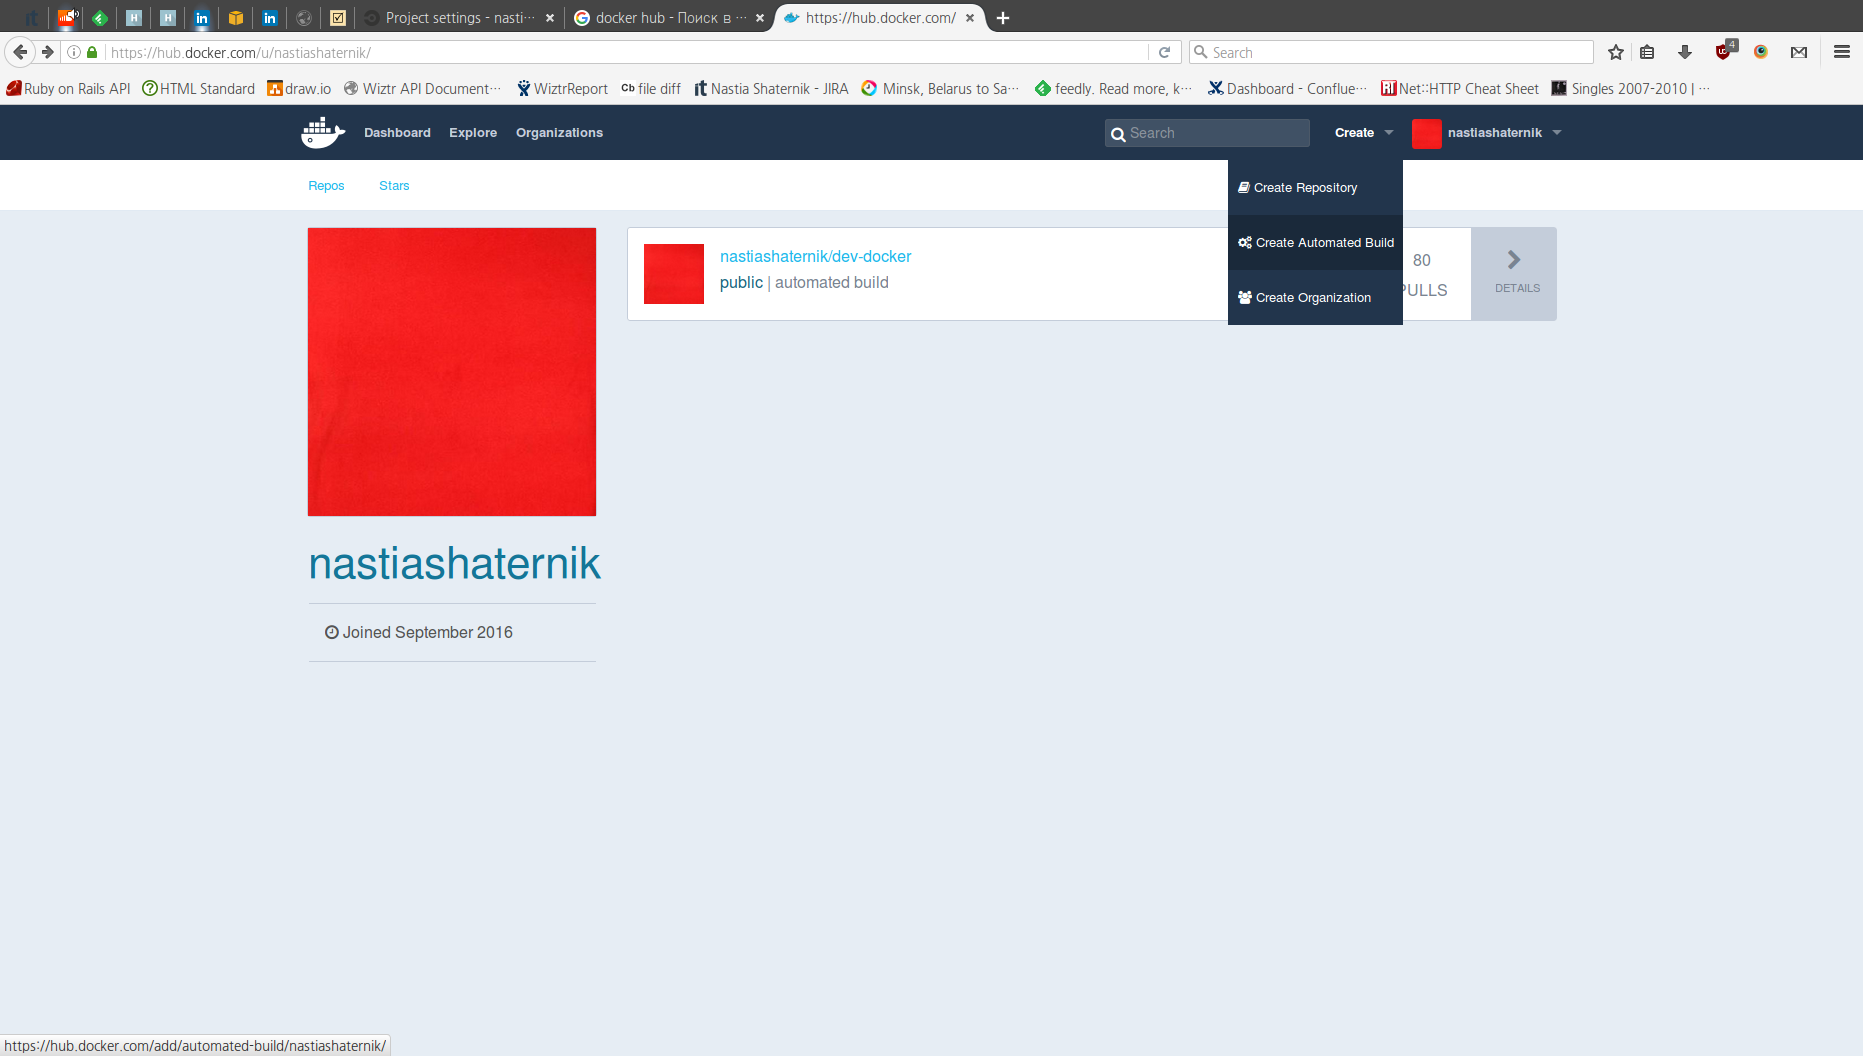 Project settings - nasti···
docker hub - Поиск в ···
https://hub.docker.com/
https://hub.docker.com/u/nastiashaternik/
Search
4
Ruby on Rails API
HTML Standard
draw.io
Wiztr API Document···
WiztrReport
Cb file diff
Nastia Shaternik - JIRA
Minsk, Belarus to Sa···
feedly. Read more, k···
Dashboard - Conflue···
Net::HTTP Cheat Sheet
Singles 2007-2010 | ···
Dashboard
Explore
Organizations
Search
Create
nastiashaternik
Repos
Stars
Create Repository
Create Automated Build
Create Organization
nastiashaternik/dev-docker
public | automated build
80
PULLS
DETAILS
nastiashaternik
Joined September 2016
https://hub.docker.com/add/automated-build/nastiashaternik/